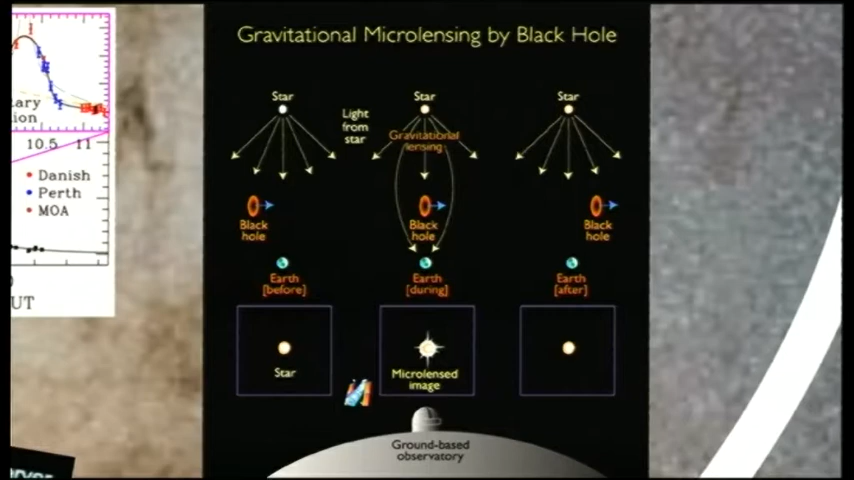 Gravitational Microlensing by Black Hole
Star
Star
Star
Light
from
star
Gravitational
lensing
Black
hole
Black
hole
Black
hole
Earth
[before]
Earth
[during]
Earth
[after]
Star
Microlensed
image
Ground-based
observatory
10.5 11
Danish
Perth
MOA
UT